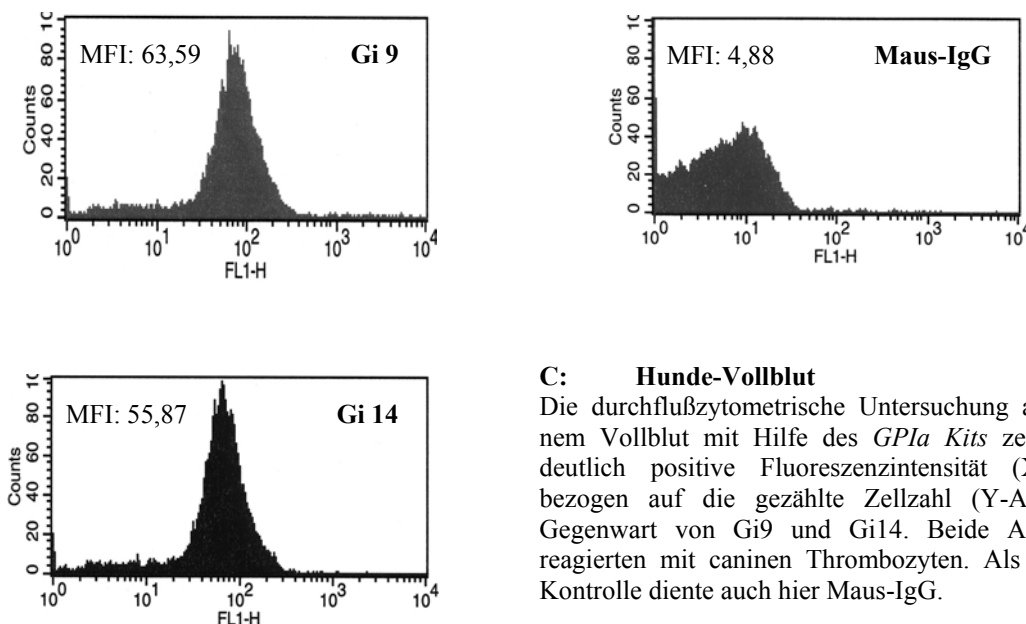 MFI: 63,59 Gi 9
Counts
80
60
40
20
0
10^0 10^1 10^2 10^3 10^4
FL1-H
MFI: 4,88 Maus-IgG
Counts
80
60
40
20
0
10^0 10^1 10^2 10^3 10^4
FL1-H
MFI: 55,87 Gi 14
Counts
80
60
40
20
0
10^0 10^1 10^2 10^3 10^4
FL1-H
C: Hunde-Vollblut
Die durchflußzytometrische Untersuchung a
nem Vollblut mit Hilfe des GPIa Kits ze
deutlich positive Fluoreszenzintensität (X
bezogen auf die gezählte Zellzahl (Y-A
Gegenwart von Gi9 und Gi14. Beide A
reagierten mit caninen Thrombozyten. Als
Kontrolle diente auch hier Maus-IgG.